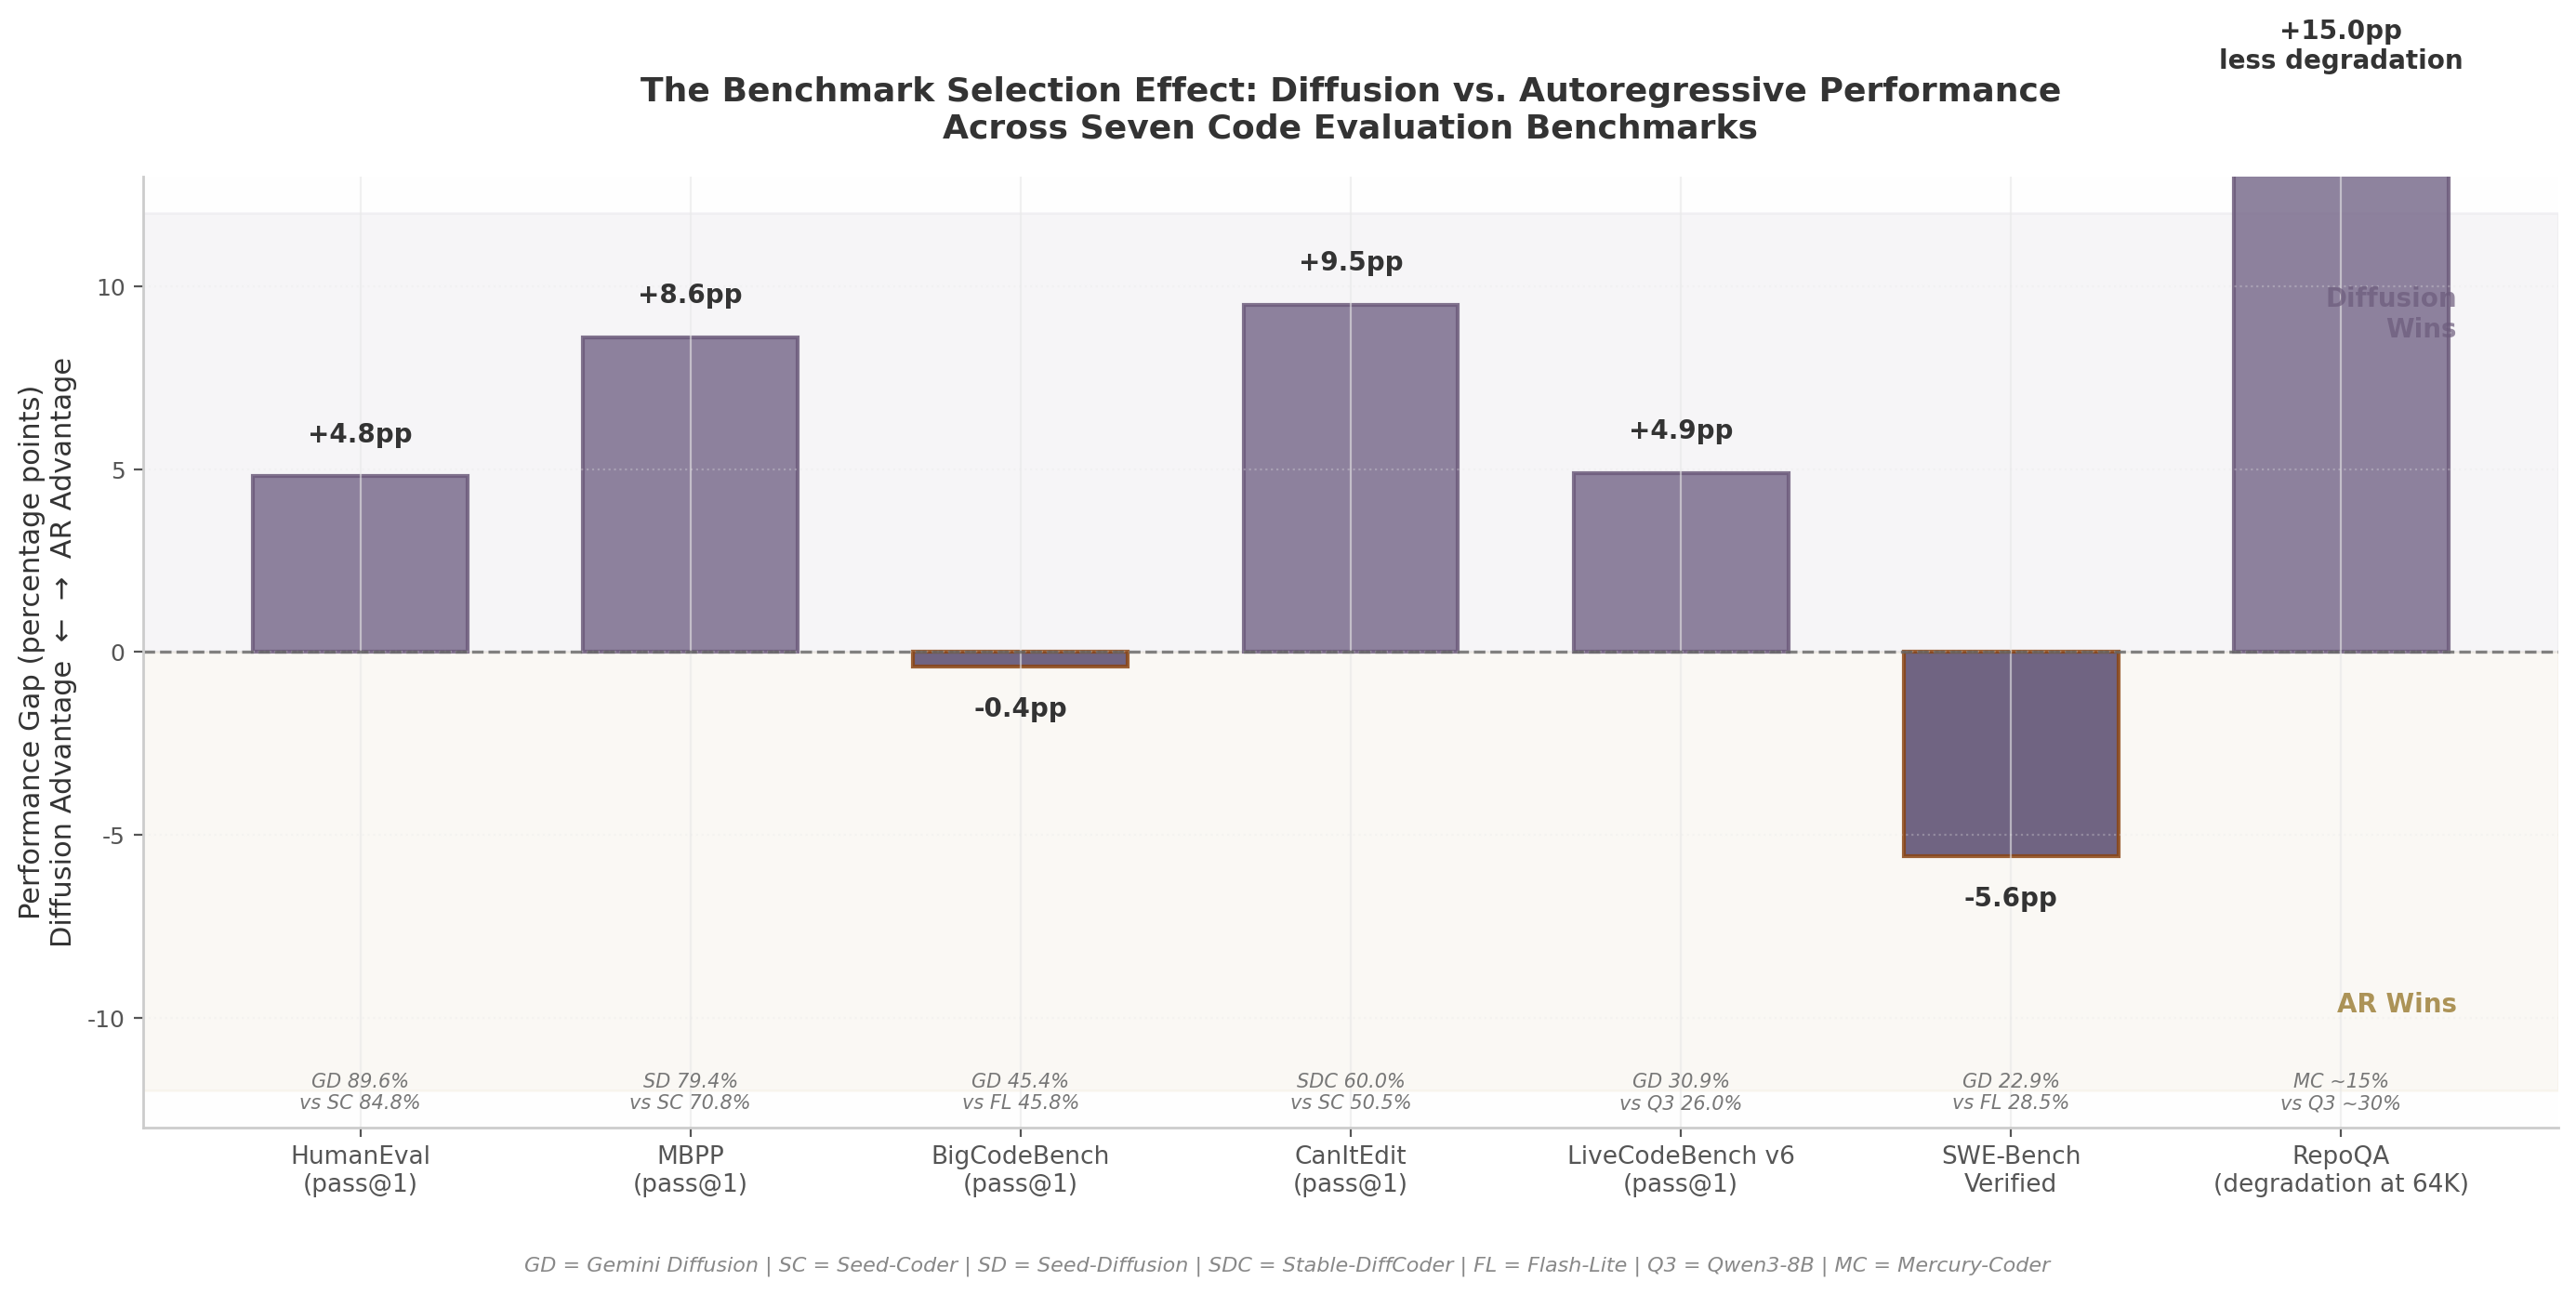 +15.0pp
less degradation
The Benchmark Selection Effect: Diffusion vs. Autoregressive Performance
Across Seven Code Evaluation Benchmarks
Performance Gap (percentage points)
Diffusion Advantage ← → AR Advantage
10
5
0
-5
-10
+4.8pp
+8.6pp
-0.4pp
+9.5pp
+4.9pp
-5.6pp
Diffusion
Wins
AR Wins
GD 89.6%
vs SC 84.8%
SD 79.4%
vs SC 70.8%
GD 45.4%
vs FL 45.8%
SDC 60.0%
vs SC 50.5%
GD 30.9%
vs Q3 26.0%
GD 22.9%
vs FL 28.5%
MC ~15%
vs Q3 ~30%
HumanEval
(pass@1)
MBPP
(pass@1)
BigCodeBench
(pass@1)
CanItEdit
(pass@1)
LiveCodeBench v6
(pass@1)
SWE-Bench
Verified
RepoQA
(degradation at 64K)
GD = Gemini Diffusion | SC = Seed-Coder | SD = Seed-Diffusion | SDC = Stable-DiffCoder | FL = Flash-Lite | Q3 = Qwen3-8B | MC = Mercury-Coder